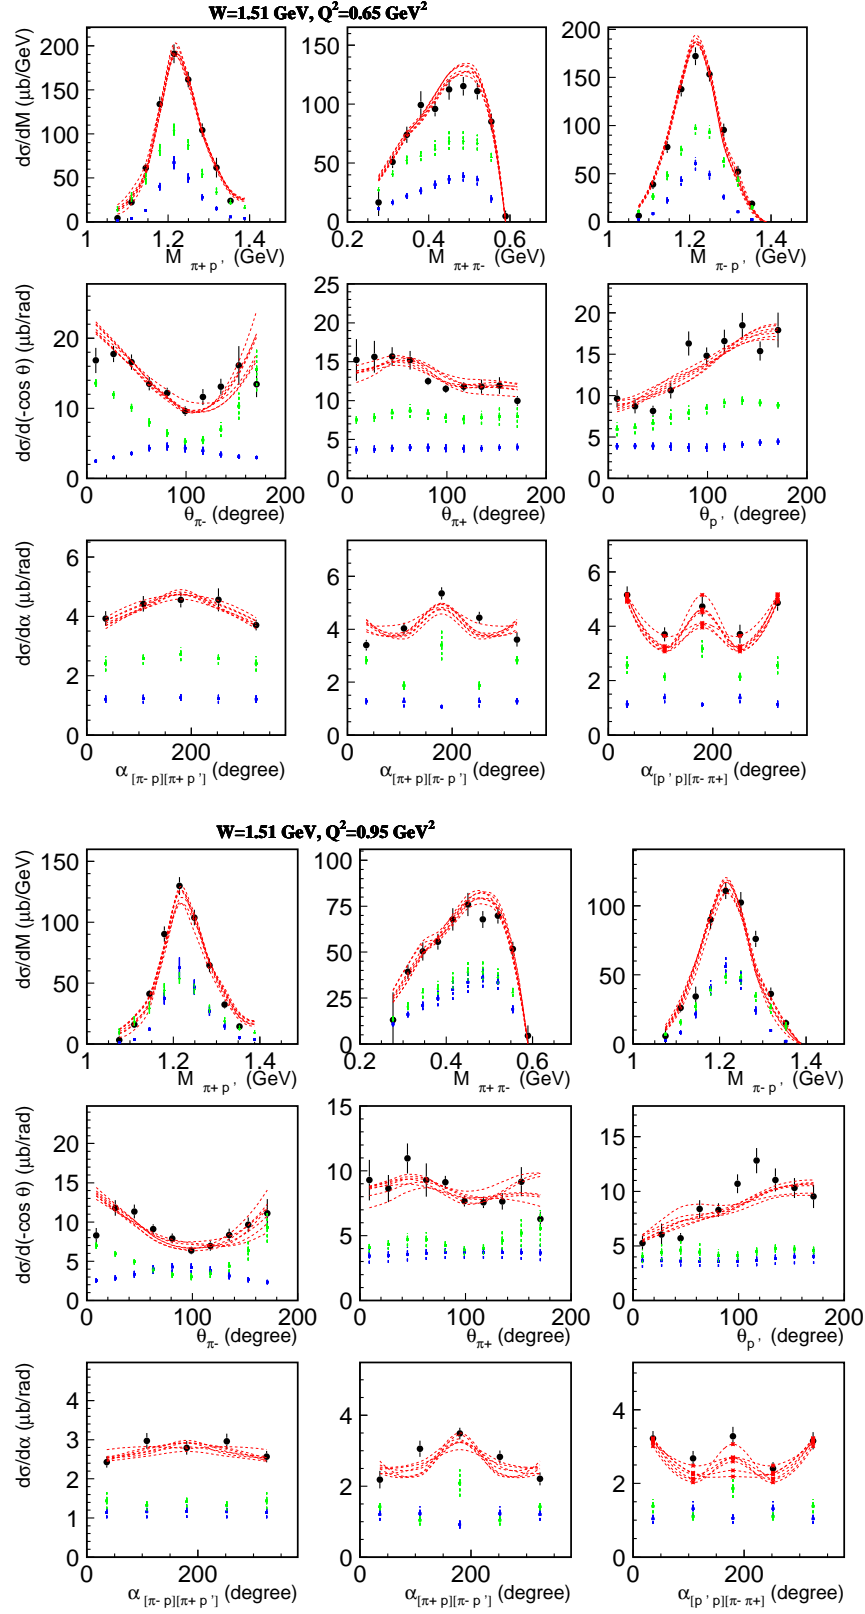 W=1.51 GeV, Q²=0.65 GeV²
dσ/dM (μb/GeV)
200 150 100 50 0
1 1.2 1.4
M π+ p' (GeV)
150 100 50 0
0.2 0.4 0.6
M π+ π- (GeV)
200 150 100 50 0
1 1.2 1.4
M π- p' (GeV)
dσ/d(-cos θ) (μb/rad)
20 10 0
0 100 200
θ π- (degree)
25 20 15 10 5 0
0 100 200
θ π+ (degree)
20 15 10 5 0
0 100 200
θ p' (degree)
dσ/dα (μb/rad)
6 4 2 0
0 200
α [π- p][π+ p'] (degree)
6 4 2 0
0 200
α [π+ p][π- p'] (degree)
6 4 2 0
0 200
α [p' p][π- π+] (degree)
W=1.51 GeV, Q²=0.95 GeV²
dσ/dM (μb/GeV)
150 100 50 0
1 1.2 1.4
M π+ p' (GeV)
100 75 50 25 0
0.2 0.4 0.6
M π+ π- (GeV)
100 50 0
1 1.2 1.4
M π- p' (GeV)
dσ/d(-cos θ) (μb/rad)
20 15 10 5 0
0 100 200
θ π- (degree)
15 10 5 0
0 100 200
θ π+ (degree)
15 10 5 0
0 100 200
θ p' (degree)
dσ/dα (μb/rad)
4 3 2 1 0
0 200
α [π- p][π+ p'] (degree)
4 2 0
0 200
α [π+ p][π- p'] (degree)
4 2 0
0 200
α [p' p][π- π+] (degree)